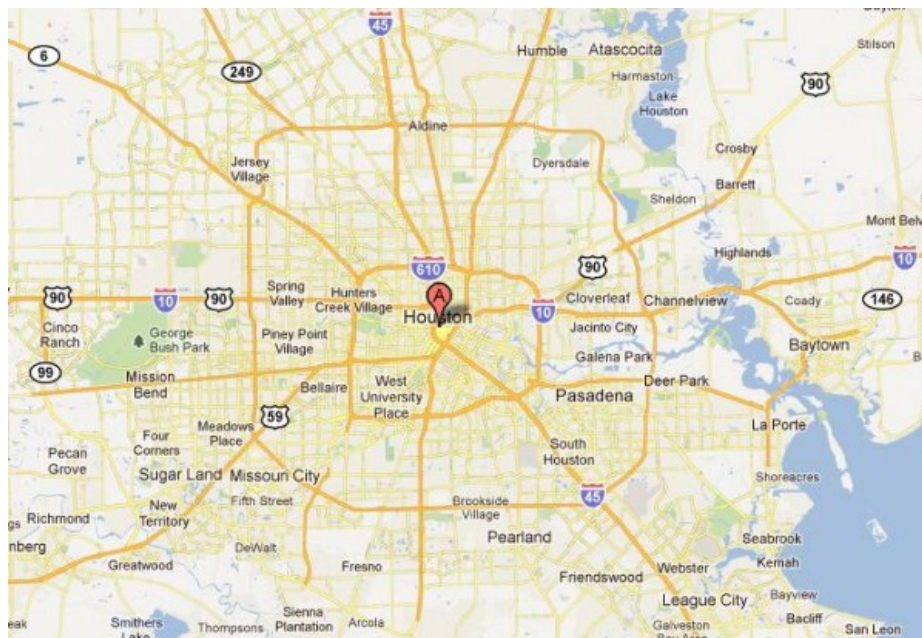 45
6
Humble
Atascocita
Stilson
249
90
Harmaston
Lake
Houston
Aldine
Crosby
Jersey
Village
Dyersdale
Barrett
Sheldon
Mont Belv
610
90
Highlands
10
A
90
10
90
Spring
Valley
Hunters
Creek Village
Houston
10
Cloverleaf
Channelview
Coady
146
Cinco
Ranch
George
Bush Park
Piney Point
Village
Jacinto City
Baytown
99
Mission
Bend
Bellaire
West
University
Place
Galena Park
Deer Park
Pasadena
59
Meadows
Place
La Porte
Four
Corners
Pecan
Grove
Sugar Land
Missouri City
South
Houston
Shoreacres
45
Fifth Street
Brookside
Village
Richmond
New
Territory
Pearland
Seabrook
nberg
DeWalt
Greatwood
Fresno
Webster
Kemah
Friendswood
League City
Bayview
Smithers
Lake
Thompsons
Sienna
Plantation
Arcola
Galveston
Bacliff
San Leon